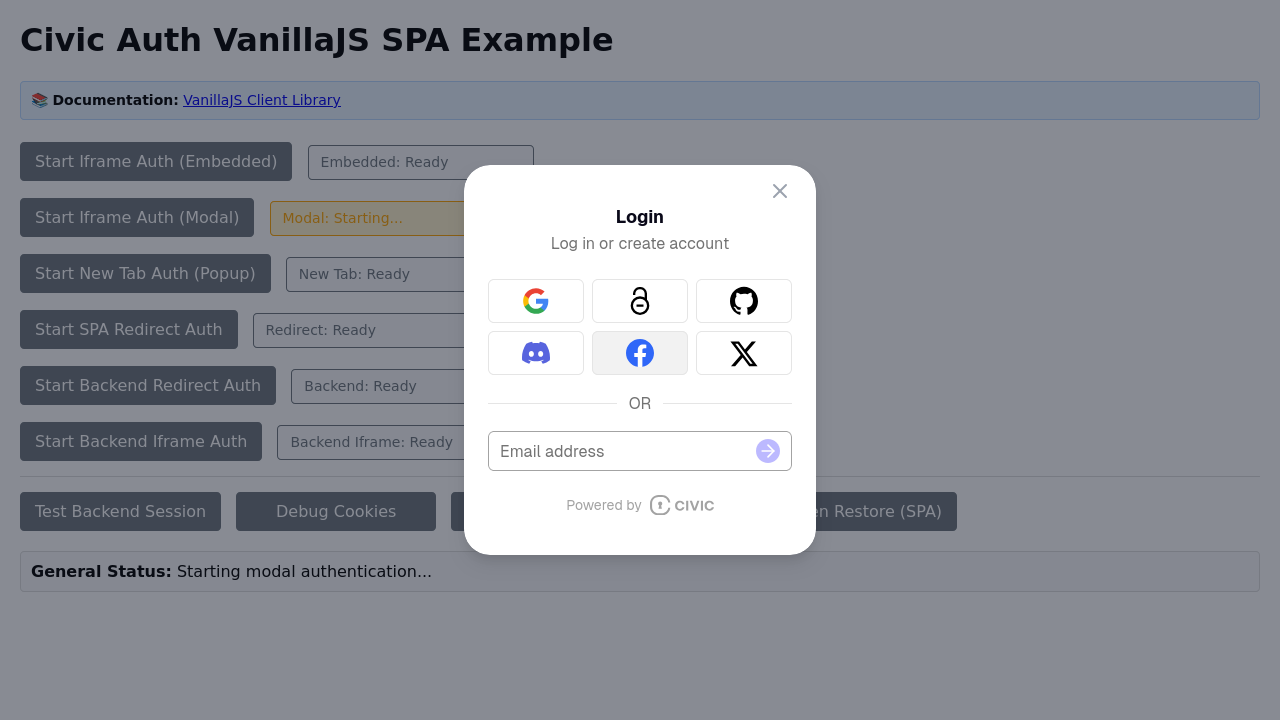 Civic Auth VanillaJS SPA Example
📚 Documentation: VanillaJS Client Library
Start Iframe Auth (Embedded)
Embedded: Ready
Start Iframe Auth (Modal)
Modal: Starting...
Start New Tab Auth (Popup)
New Tab: Ready
Start SPA Redirect Auth
Redirect: Ready
Start Backend Redirect Auth
Backend: Ready
Start Backend Iframe Auth
Backend Iframe: Ready
Test Backend Session
Debug Cookies
Restore (SPA)
General Status: Starting modal authentication...
Login
Log in or create account
OR
Email address
Powered by CIVIC